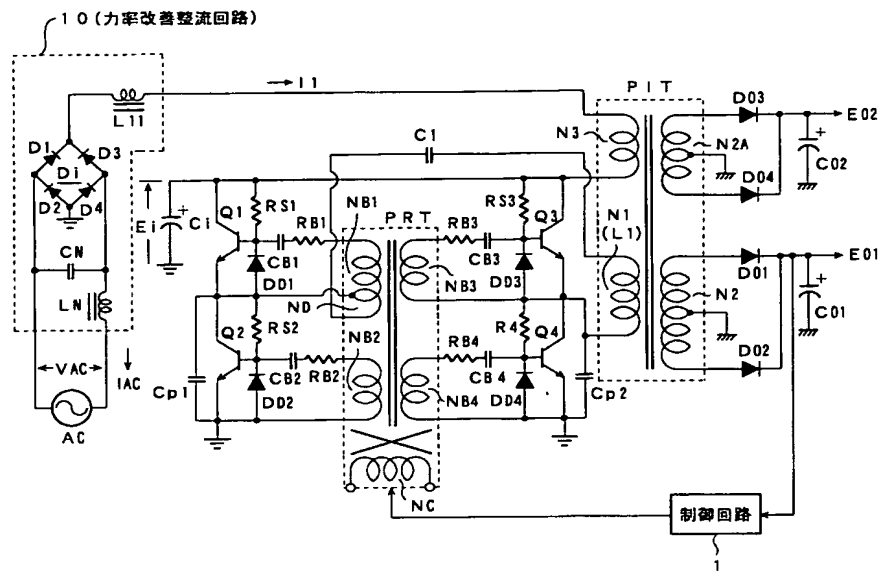 10(力率改善整流回路)
I1
PIT
L11
D1
D3
Di
D2
D4
CN
LN
VAC
IAC
AC
Ei
Ci
+
Q1
RS1
RB1
CB1
DD1
NB1
ND
PRT
C1
RB3
CB3
RS3
Q3
DD3
NB3
N3
N1
(L1)
D03
N2A
D04
E02
+
C02
D01
N2
D02
E01
+
C01
Q2
RS2
CB2
RB2
DD2
NB2
Cp1
RB4
CB4
R4
Q4
DD4
NB4
Cp2
NC
制御回路
1